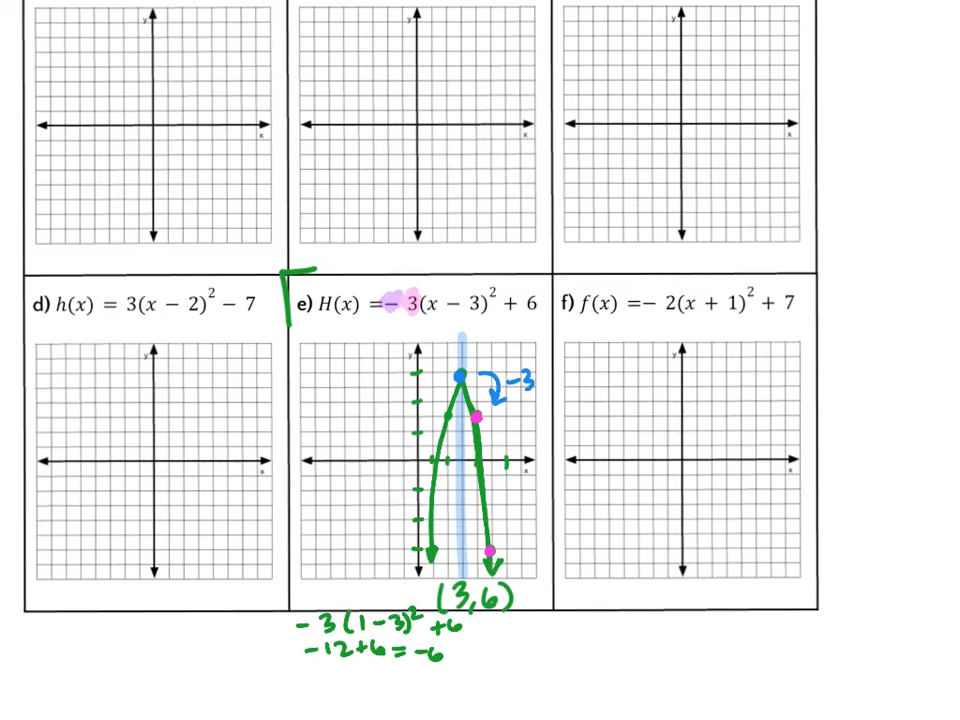 y y y
x x x
d) h(x) = 3(x − 2)² − 7
e) H(x) =− 3(x − 3)² + 6
f) f(x) =− 2(x + 1)² + 7
y y y
-3
x x x
(3,6)
-3(1-3)² +6
-12+6=-6